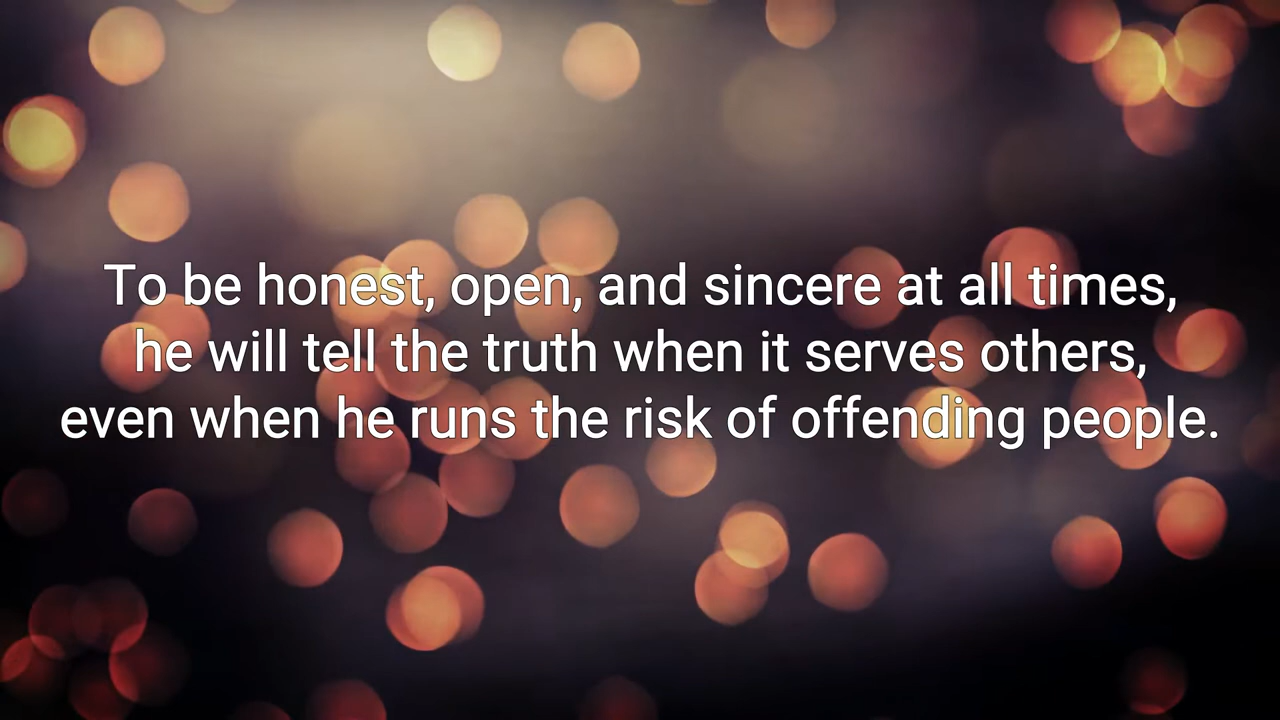 To be honest, open, and sincere at all times,
he will tell the truth when it serves others,
even when he runs the risk of offending people.